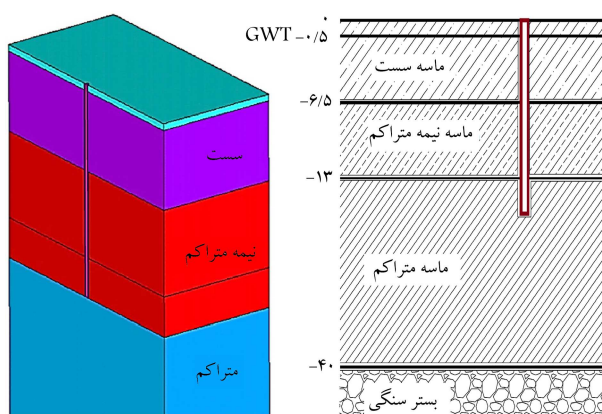 سست
نیمه متراکم
متراکم
۰
GWT -۰/۵
ماسه سست
-۶/۵
ماسه نیمه متراکم
-۱۳
ماسه متراکم
-۴۰
بستر سنگی